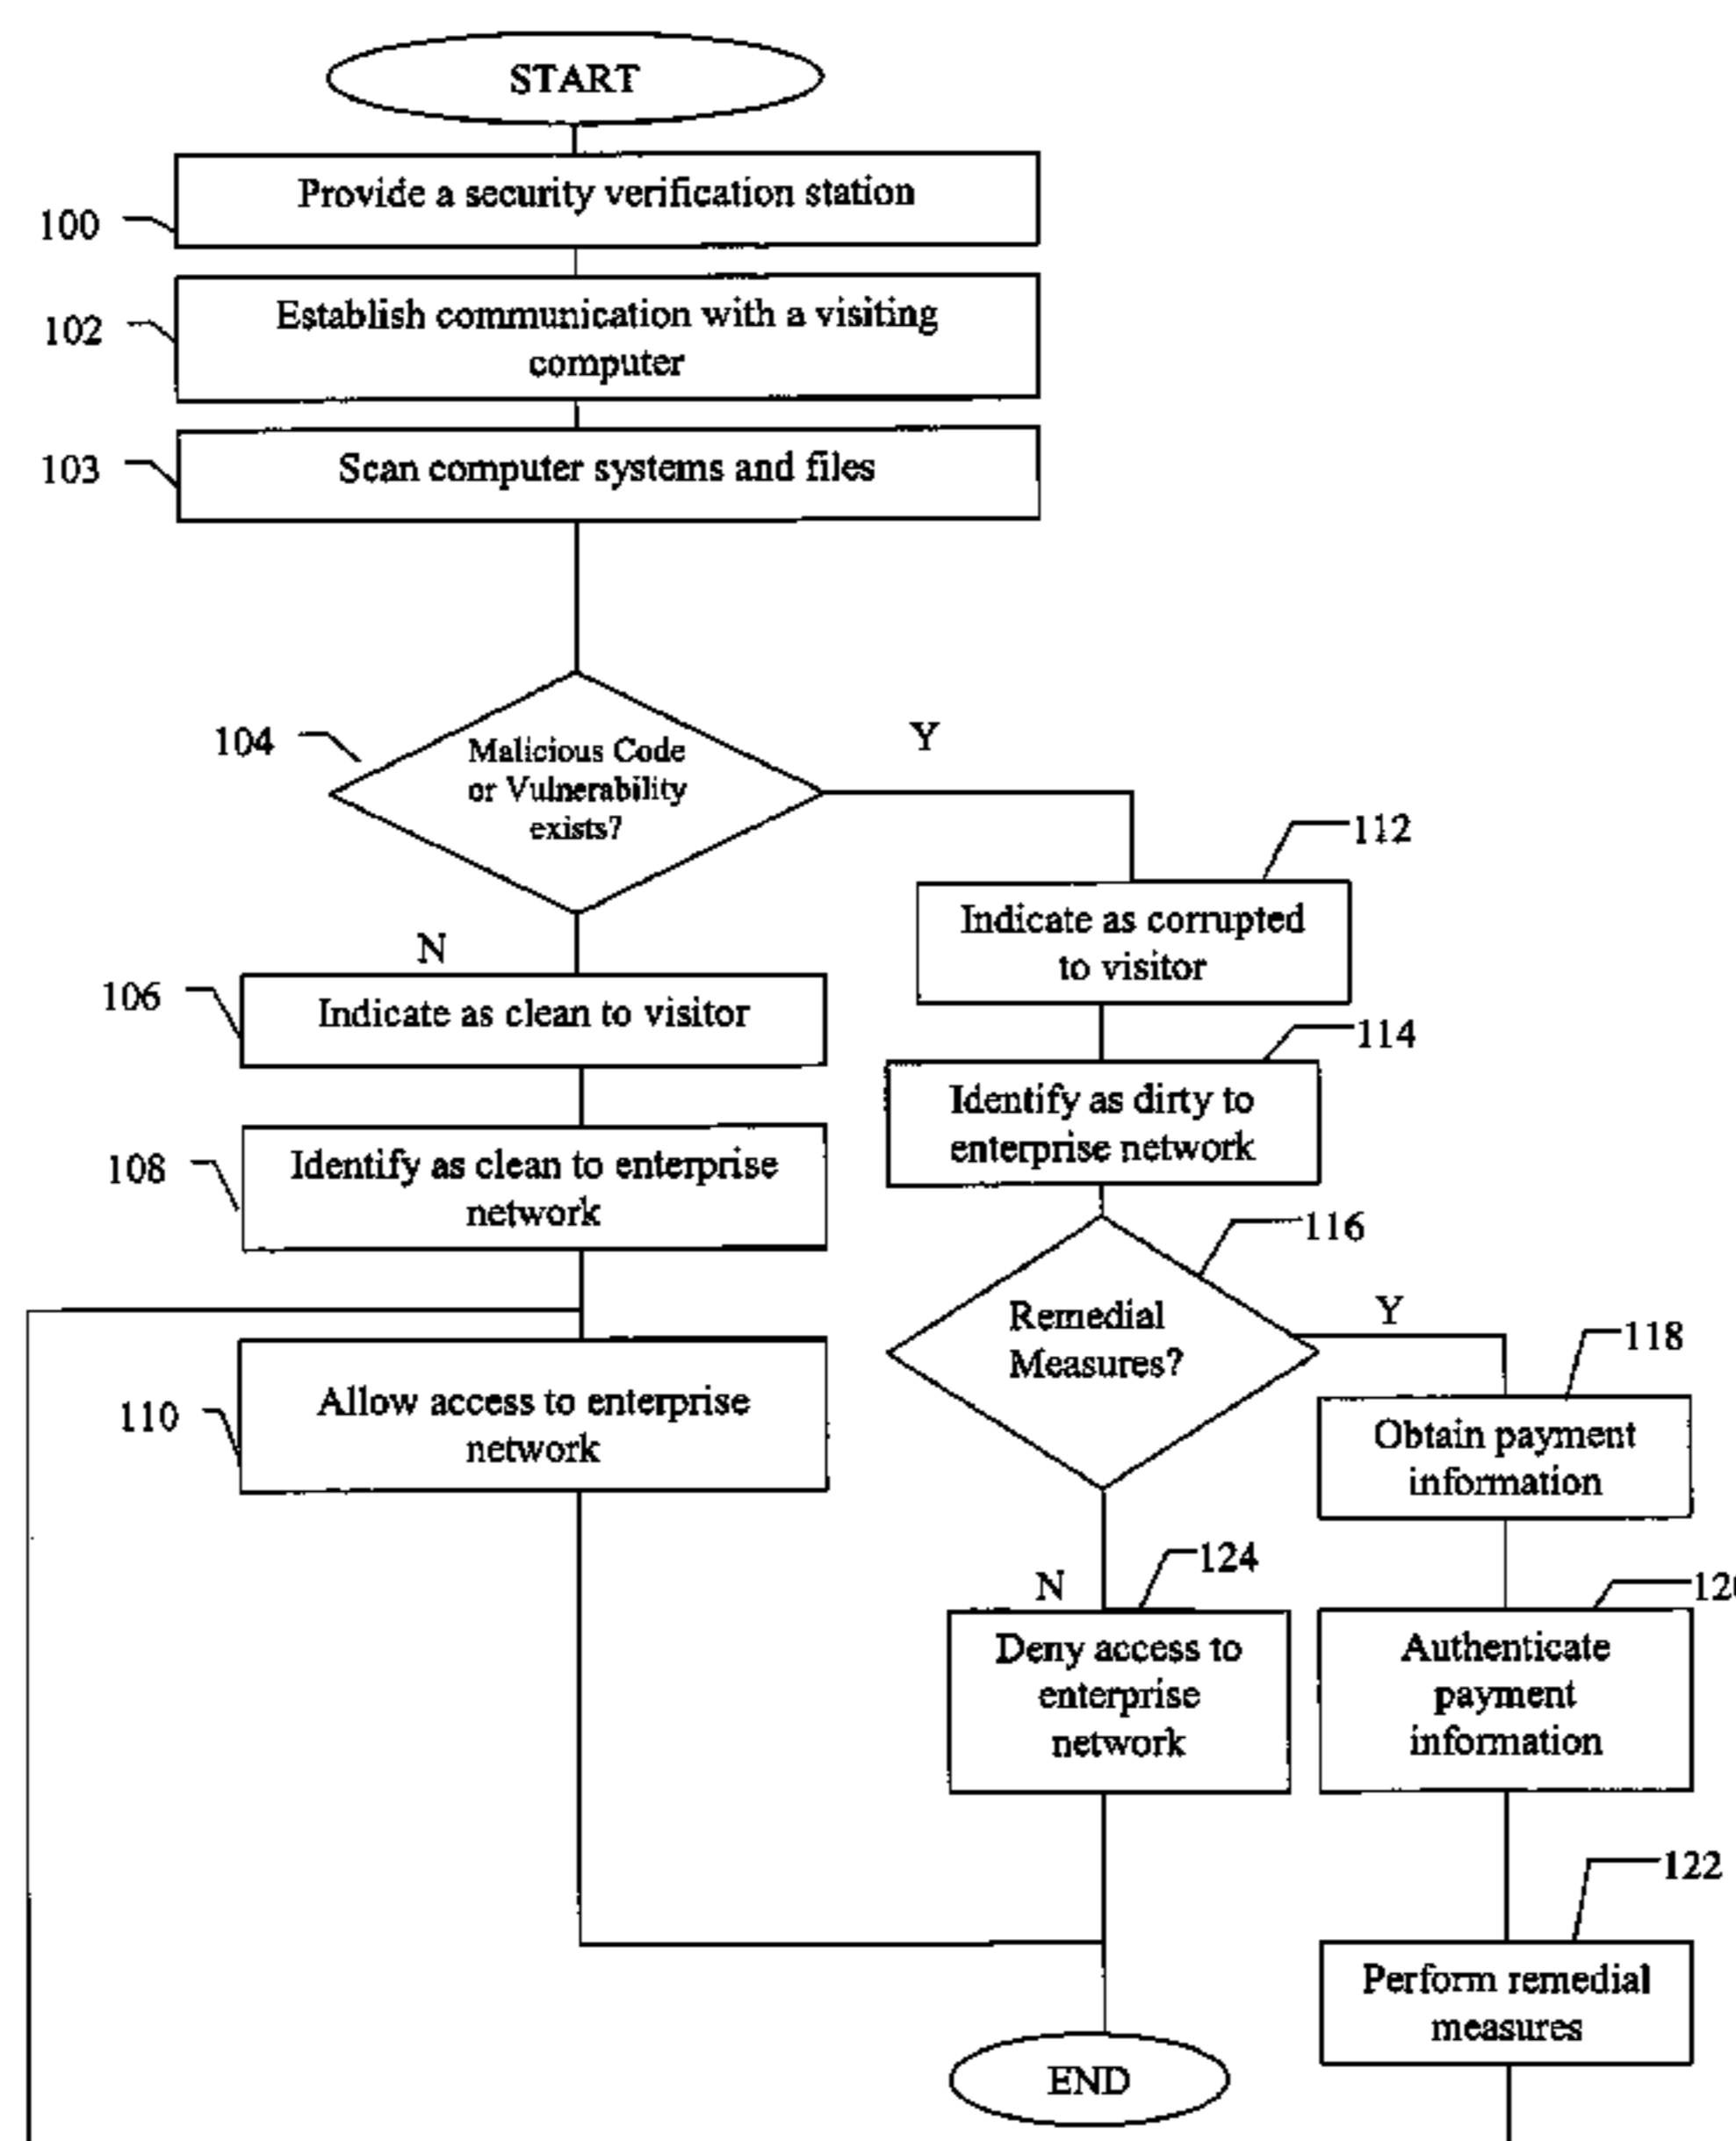 START
Provide a security verification station
100
Establish communication with a visiting
computer
102
Scan computer systems and files
103
104
Malicious Code
or Vulnerability
exists?
Y
N
112
Indicate as corrupted
to visitor
106
Indicate as clean to visitor
114
Identify as dirty to
enterprise network
108
Identify as clean to enterprise
network
116
Remedial
Measures?
Y
118
Obtain payment
information
110
Allow access to enterprise
network
N
124
Deny access to
enterprise
network
Authenticate
payment
information
122
Perform remedial
measures
END